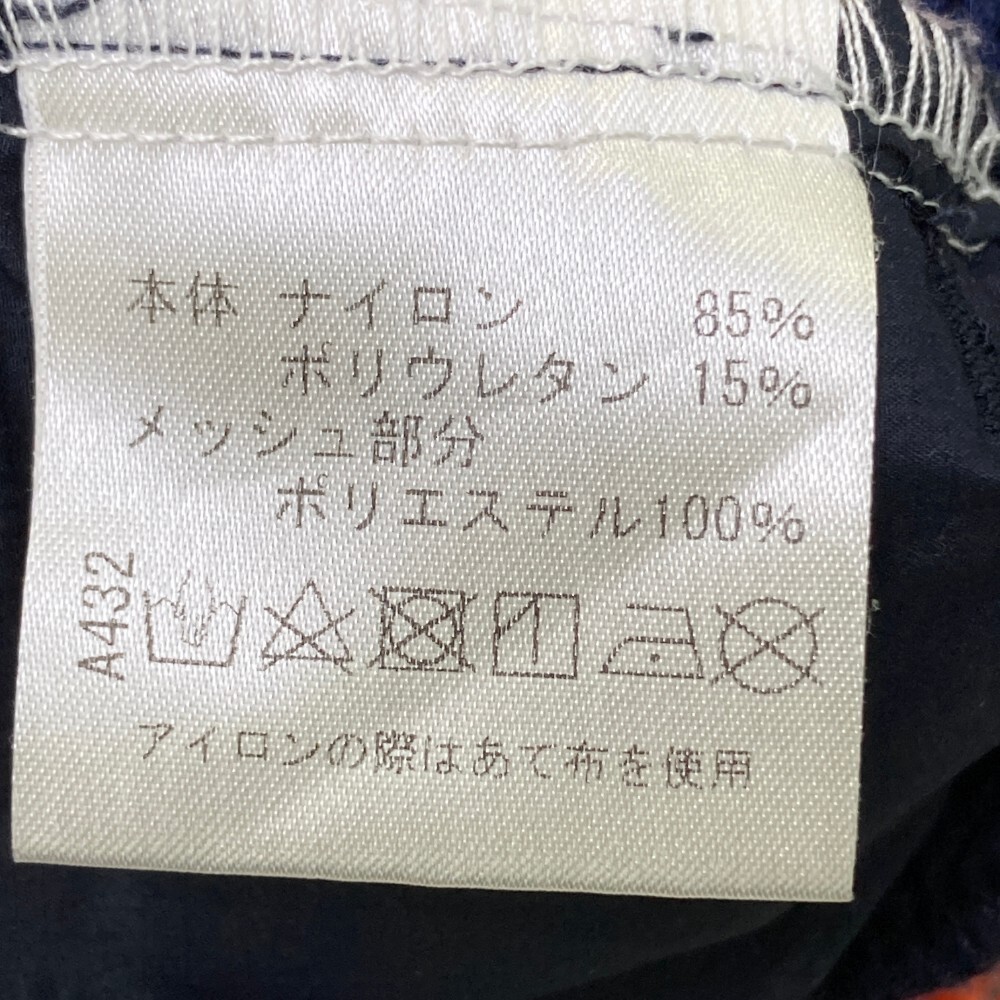 本体 ナイロン 85%
ポリウレタン 15%
メッシュ部分
ポリエステル100%
A432
アイロンの際はあて布を使用